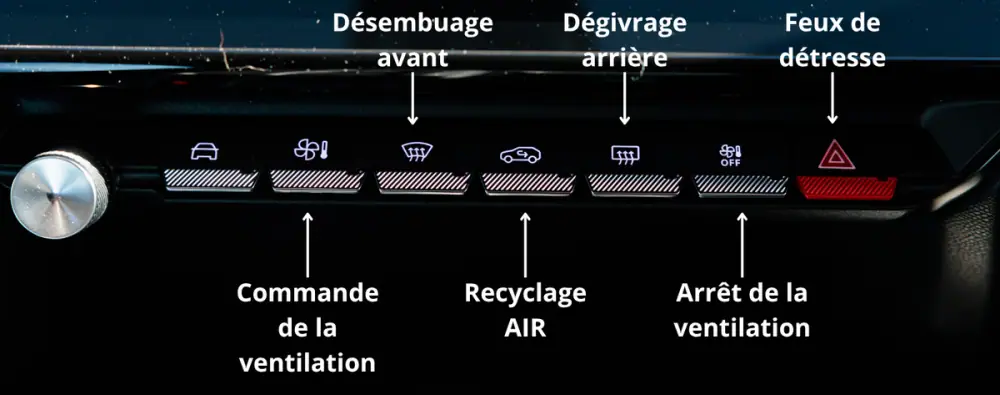 Désembuage
avant
Dégivrage
arrière
Feux de
détresse
OFF
Commande
de la
ventilation
Recyclage
AIR
Arrêt de la
ventilation